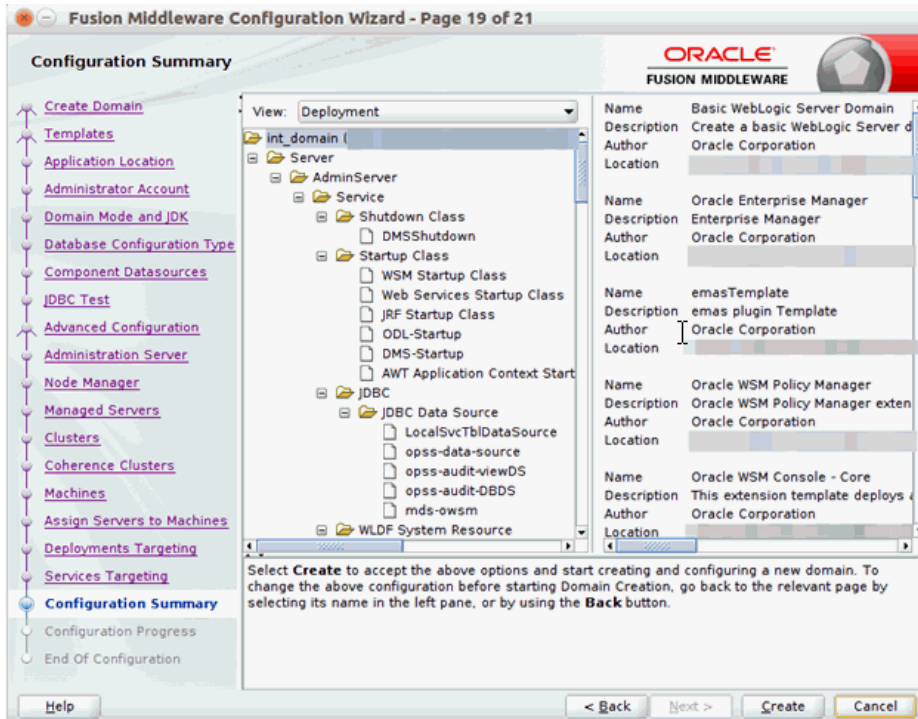 Fusion Middleware Configuration Wizard - Page 19 of 21
Configuration Summary
ORACLE
FUSION MIDDLEWARE
Create Domain
Templates
Application Location
Administrator Account
Domain Mode and JDK
Database Configuration Type
Component Datasources
JDBC Test
Advanced Configuration
Administration Server
Node Manager
Managed Servers
Clusters
Coherence Clusters
Machines
Assign Servers to Machines
Deployments Targeting
Services Targeting
Configuration Summary
Configuration Progress
End Of Configuration
View: Deployment
int_domain (
Server
AdminServer
Service
Shutdown Class
DMSShutdown
Startup Class
WSM Startup Class
Web Services Startup Class
JRF Startup Class
ODL-Startup
DMS-Startup
AWT Application Context Start
JDBC
JDBC Data Source
LocalSvcTblDataSource
opss-data-source
opss-audit-viewDS
opss-audit-DBDS
mds-owsm
WLDF System Resource
Name Basic WebLogic Server Domain
Description Create a basic WebLogic Server d
Author Oracle Corporation
Location
Name Oracle Enterprise Manager
Description Enterprise Manager
Author Oracle Corporation
Location
Name emasTemplate
Description emas plugin Template
Author Oracle Corporation
Location
Name Oracle WSM Policy Manager
Description Oracle WSM Policy Manager exten
Author Oracle Corporation
Location
Name Oracle WSM Console - Core
Description This extension template deploys a
Author Oracle Corporation
Location
Select Create to accept the above options and start creating and configuring a new domain. To
change the above configuration before starting Domain Creation, go back to the relevant page by
selecting its name in the left pane, or by using the Back button.
Help
< Back
Next >
Create
Cancel